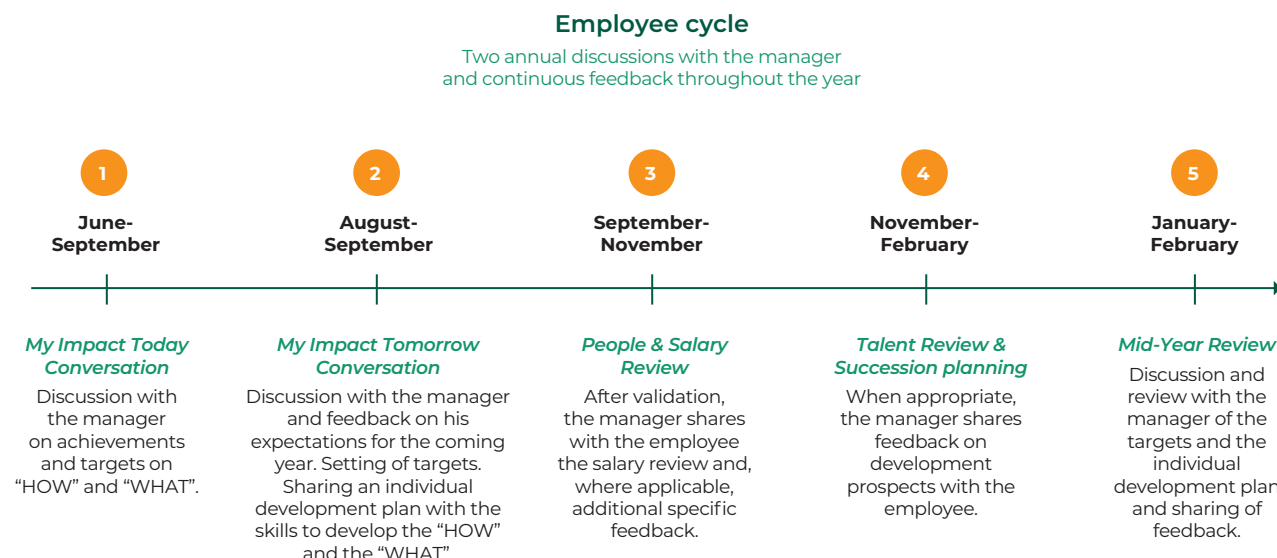 Employee cycle
Two annual discussions with the manager
and continuous feedback throughout the year
1
June-
September
My Impact Today
Conversation
Discussion with
the manager
on achievements
and targets on
“HOW” and “WHAT”.
2
August-
September
My Impact Tomorrow
Conversation
Discussion with the manager
and feedback on his
expectations for the coming
year. Setting of targets.
Sharing an individual
development plan with the
skills to develop the “HOW”
and the “WHAT”
3
September-
November
People & Salary
Review
After validation,
the manager shares
with the employee
the salary review and,
where applicable,
additional specific
feedback.
4
November-
February
Talent Review &
Succession planning
When appropriate,
the manager shares
feedback on
development
prospects with the
employee.
5
January-
February
Mid-Year Review
Discussion and
review with the
manager of the
targets and the
individual
development plan
and sharing of
feedback.